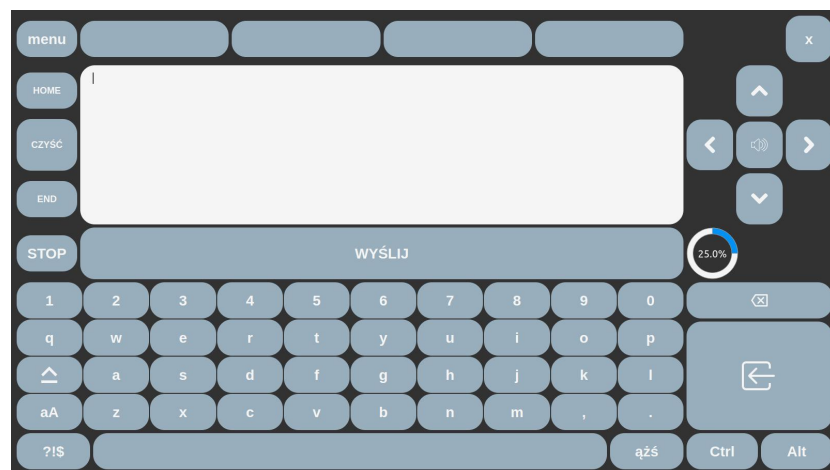 menu
x
HOME
CZYŚĆ
END
STOP
WYŚLIJ
25.0%
1 2 3 4 5 6 7 8 9 0
q w e r t y u i o p
a s d f g h j k l
aA z x c v b n m , .
?!$ ążś Ctrl Alt